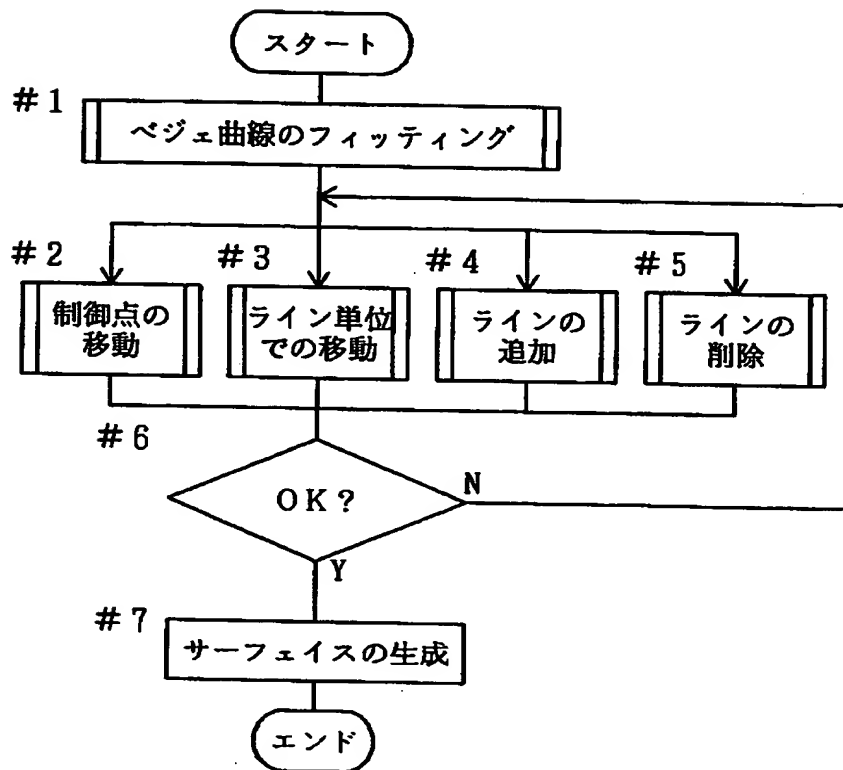 スタート
#1
ベジェ曲線のフィッティング
#2
制御点の
移動
#3
ライン単位
での移動
#4
ラインの
追加
#5
ラインの
削除
#6
OK?
N
Y
#7
サーフェイスの生成
エンド